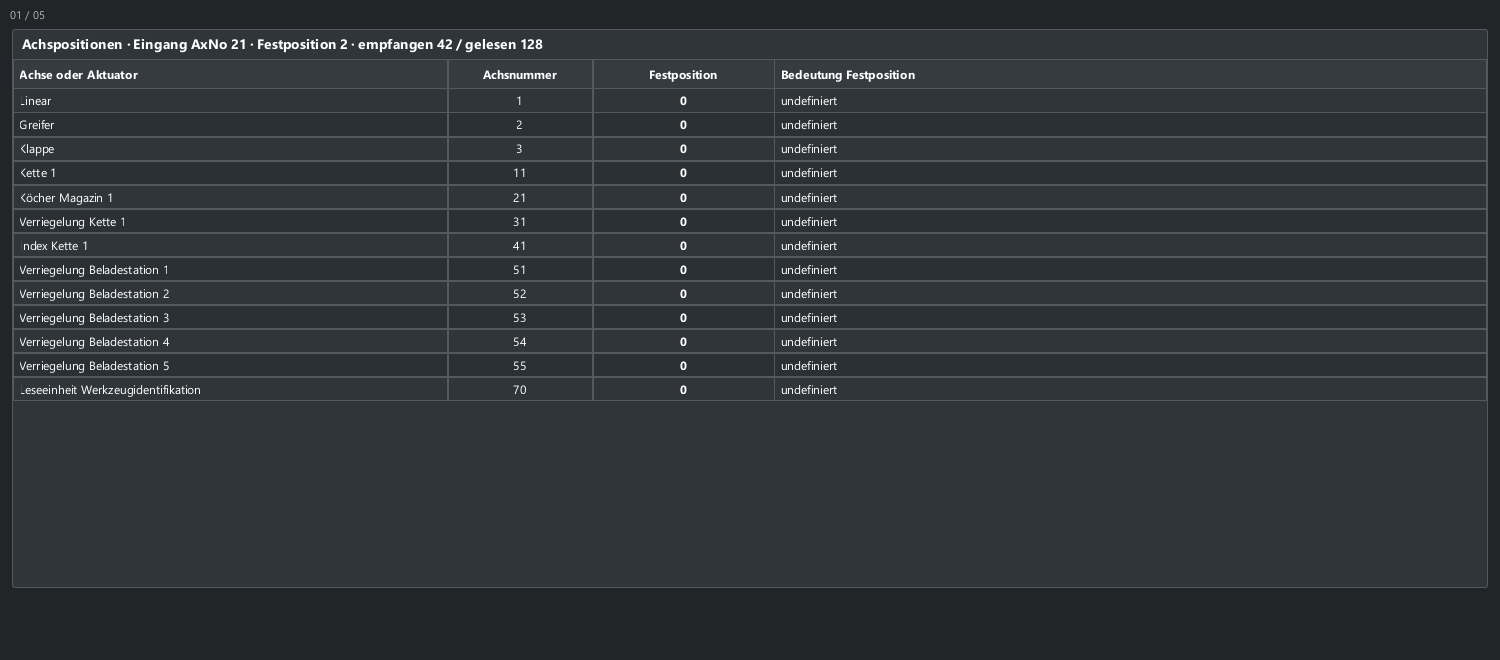 01 / 05
Achspositionen · Eingang AxNo 21 · Festposition 2 · empfangen 42 / gelesen 128
Achse oder Aktuator Achsnummer Festposition Bedeutung Festposition
Linear 1 0 undefiniert
Greifer 2 0 undefiniert
Klappe 3 0 undefiniert
Kette 1 11 0 undefiniert
Köcher Magazin 1 21 0 undefiniert
Verriegelung Kette 1 31 0 undefiniert
Index Kette 1 41 0 undefiniert
Verriegelung Beladestation 1 51 0 undefiniert
Verriegelung Beladestation 2 52 0 undefiniert
Verriegelung Beladestation 3 53 0 undefiniert
Verriegelung Beladestation 4 54 0 undefiniert
Verriegelung Beladestation 5 55 0 undefiniert
Leseeinheit Werkzeugidentifikation 70 0 undefiniert